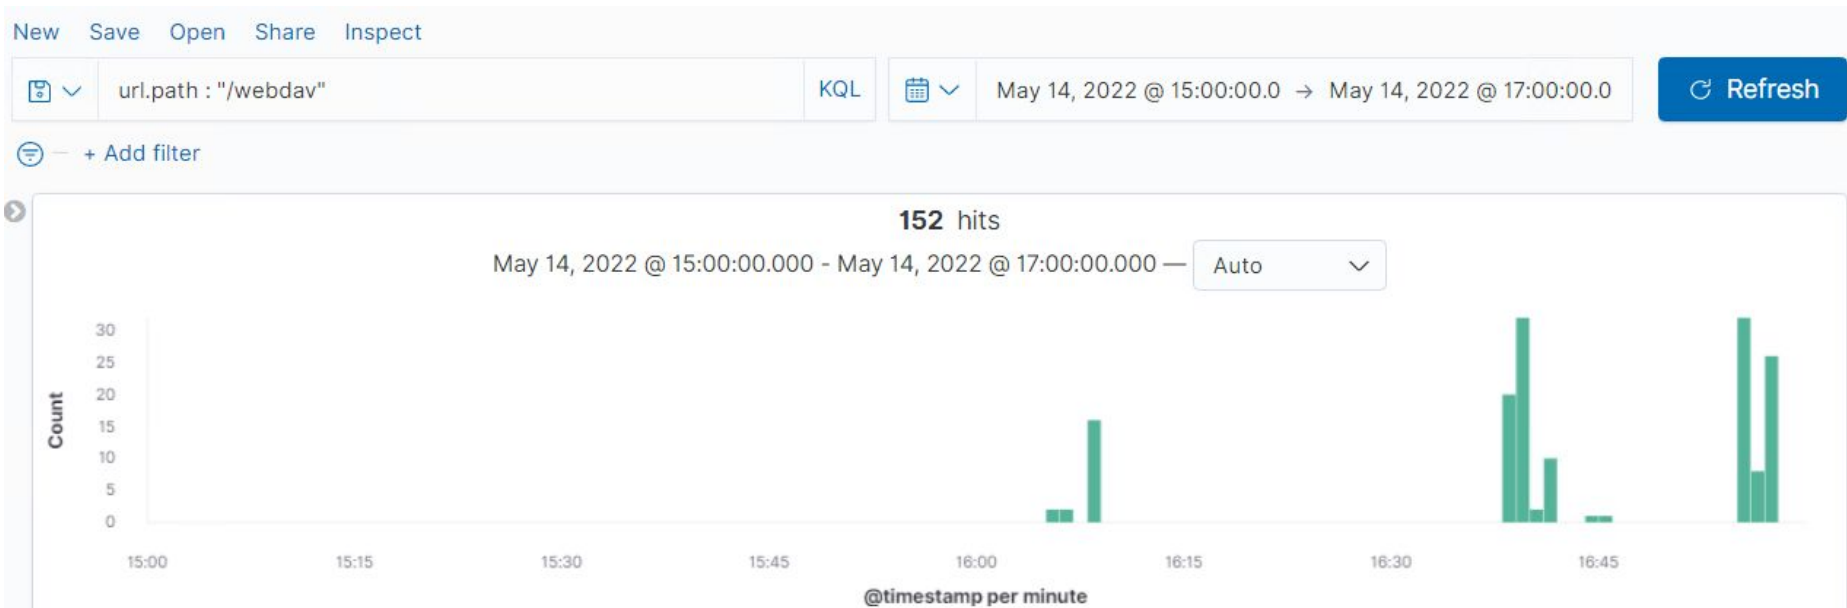 New Save Open Share Inspect
url.path : "/webdav" KQL May 14, 2022 @ 15:00:00.0 → May 14, 2022 @ 17:00:00.0 Refresh
+ Add filter
152 hits
May 14, 2022 @ 15:00:00.000 - May 14, 2022 @ 17:00:00.000 — Auto
30
25
20
15
10
5
0
Count
15:00 15:15 15:30 15:45 16:00 16:15 16:30 16:45
@timestamp per minute